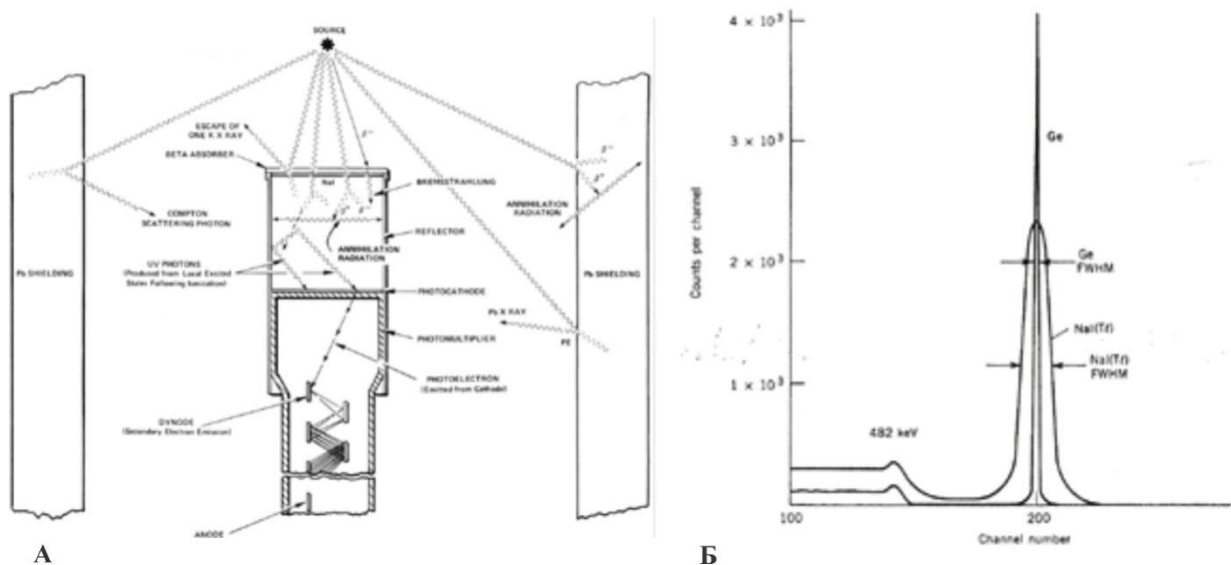 SOURCE
ESCAPE OF
ONE K X RAY
BETA ABSORBER
NaI
β⁻
BREMSSTRAHLUNG
COMPTON
SCATTERING PHOTON
ANNIHILATION
RADIATION
REFLECTOR
ANNIHILATION
RADIATION
Pb SHIELDING
UV PHOTONS
(Produced from Local Excited
States Following Ionization)
Pb SHIELDING
PHOTOCATHODE
Pb X RAY
PE
PHOTOMULTIPLIER
PHOTOELECTRON
(Emitted from Cathode)
DYNODE
(Secondary Electron Emission)
ANODE
А
4 × 10³
3 × 10³
2 × 10³
1 × 10³
Counts per channel
Ge
Ge
FWHM
NaI(Tℓ)
NaI(Tℓ)
FWHM
482 keV
100
200
Channel number
Б